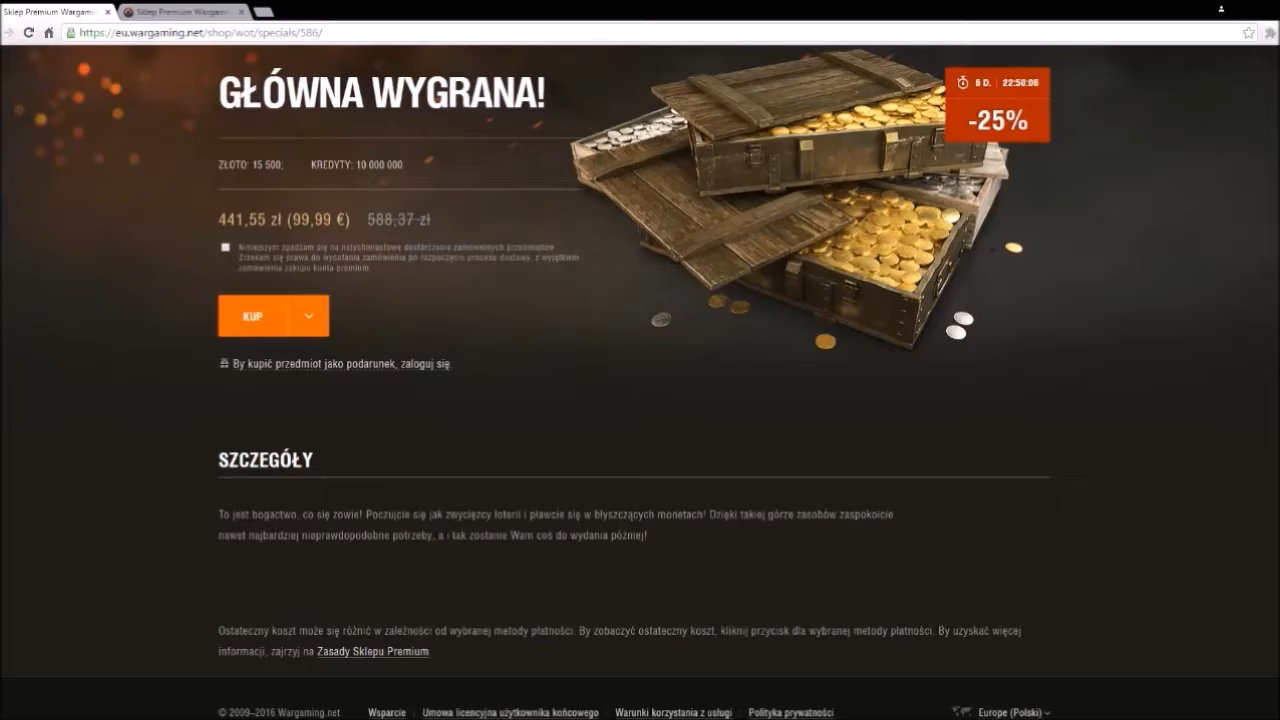 Sklep Premium Wargami
Sklep Premium Wargami
https://eu.wargaming.net/shop/wot/specials/586/
GŁÓWNA WYGRANA!
6 D. 22:50:06
-25%
ZŁOTO: 15 500; KREDYTY: 10 000 000.
441,55 zł (99,99 €) 588,37 zł
Niniejszym zgadzam się na natychmiastowe dostarczenie zamówionych przedmiotów.
Zrzekam się prawa do wycofania zamówienia po rozpoczęciu procesu dostawy, z wyjątkiem
zamówienia zakupu konta premium.
KUP
By kupić przedmiot jako podarunek, zaloguj się.
SZCZEGÓŁY
To jest bogactwo, co się zowie! Poczujcie się jak zwycięzcy loterii i pławcie się w błyszczących monetach! Dzięki takiej górze zasobów zaspokoicie
nawet najbardziej nieprawdopodobne potrzeby, a i tak zostanie Wam coś do wydania później!
Ostateczny koszt może się różnić w zależności od wybranej metody płatności. By zobaczyć ostateczny koszt, kliknij przycisk dla wybranej metody płatności. By uzyskać więcej
informacji, zajrzyj na Zasady Sklepu Premium
© 2009–2016 Wargaming.net Wsparcie Umowa licencyjna użytkownika końcowego Warunki korzystania z usługi Polityka prywatności Europe (Polski)